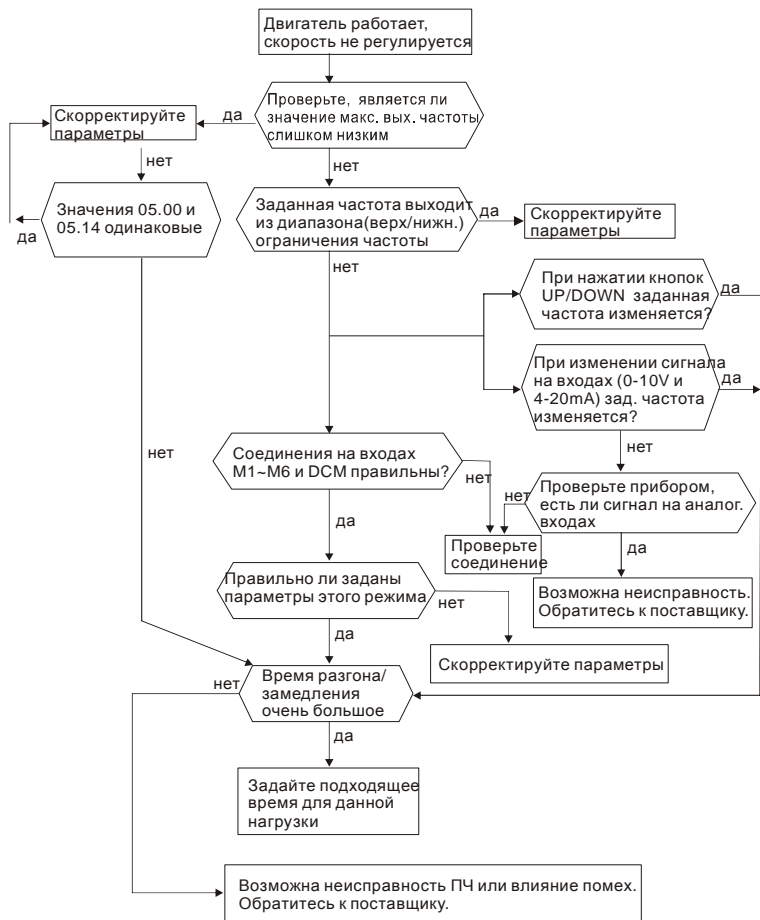 Двигатель работает,
скорость не регулируется
Проверьте, является ли
значение макс. вых. частоты
слишком низким
да
Скорректируйте
параметры
нет
нет
Значения 05.00 и
05.14 одинаковые
да
Заданная частота выходит
из диапазона(верх/нижн.)
ограничения частоты
да
Скорректируйте
параметры
нет
При нажатии кнопок
UP/DOWN заданная
частота изменяется?
да
При изменении сигнала
на входах (0-10V и
4-20mA) зад. частота
изменяется?
да
нет
нет
Соединения на входах
M1~M6 и DCM правильны?
нет
нет
Проверьте прибором,
есть ли сигнал на аналог.
входах
да
Проверьте
соединение
да
Возможна неисправность.
Обратитесь к поставщику.
Правильно ли заданы
параметры этого режима
нет
да
Скорректируйте параметры
нет
Время разгона/
замедления
очень большое
да
Задайте подходящее
время для данной
нагрузки
Возможна неисправность ПЧ или влияние помех.
Обратитесь к поставщику.